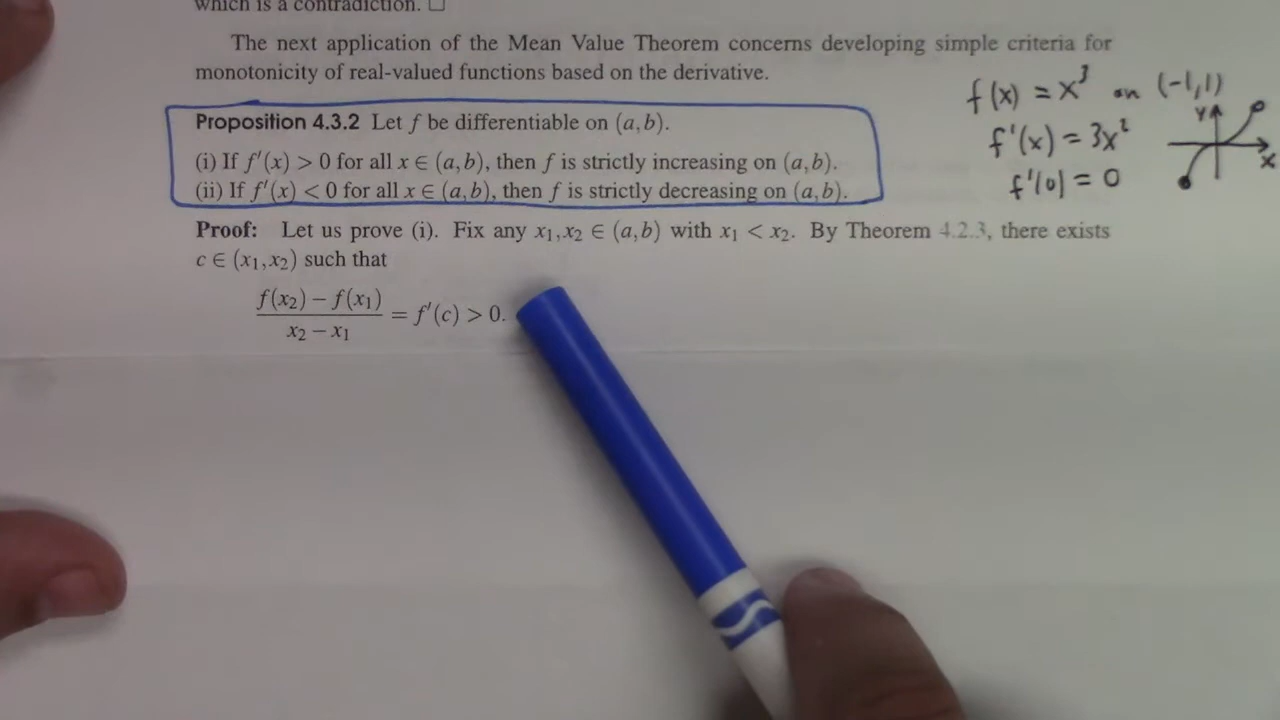 which is a contradiction. □
The next application of the Mean Value Theorem concerns developing simple criteria for
monotonicity of real-valued functions based on the derivative.
Proposition 4.3.2 Let f be differentiable on (a,b).
(i) If f′(x) > 0 for all x ∈ (a,b), then f is strictly increasing on (a,b).
(ii) If f′(x) < 0 for all x ∈ (a,b), then f is strictly decreasing on (a,b).
Proof: Let us prove (i). Fix any x₁,x₂ ∈ (a,b) with x₁ < x₂. By Theorem 4.2.3, there exists
c ∈ (x₁,x₂) such that
f(x₂) − f(x₁)
x₂ − x₁
= f′(c) > 0.
f(x) = x³ on (-1,1)
f'(x) = 3x²
f'(0) = 0
Y
X